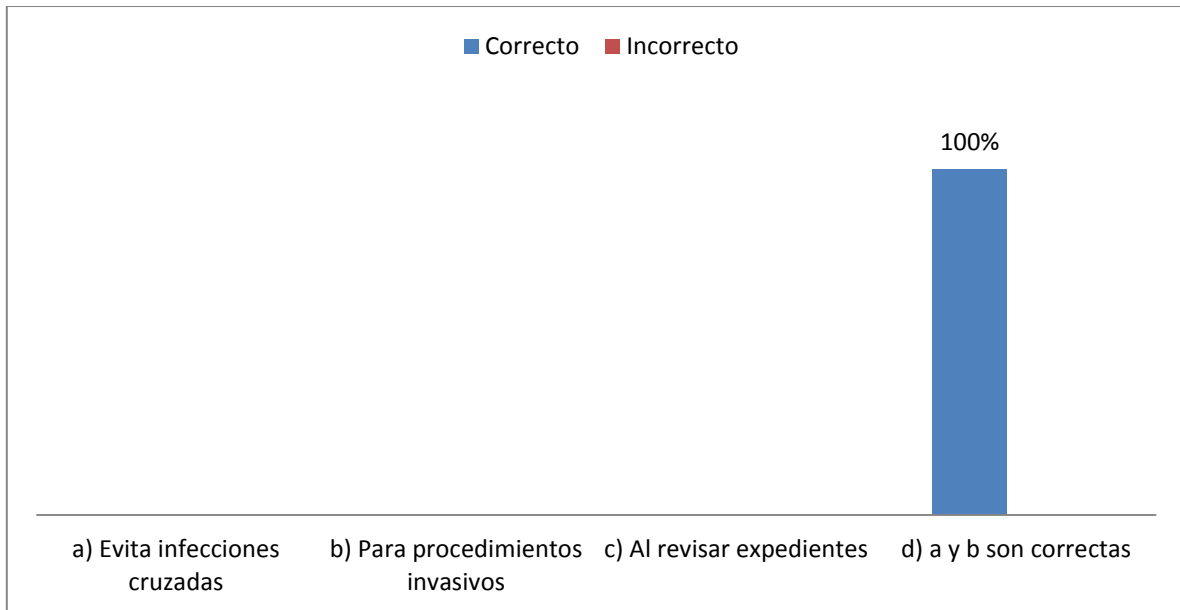 Correcto Incorrecto
100%
a) Evita infecciones cruzadas
b) Para procedimientos invasivos
c) Al revisar expedientes
d) a y b son correctas